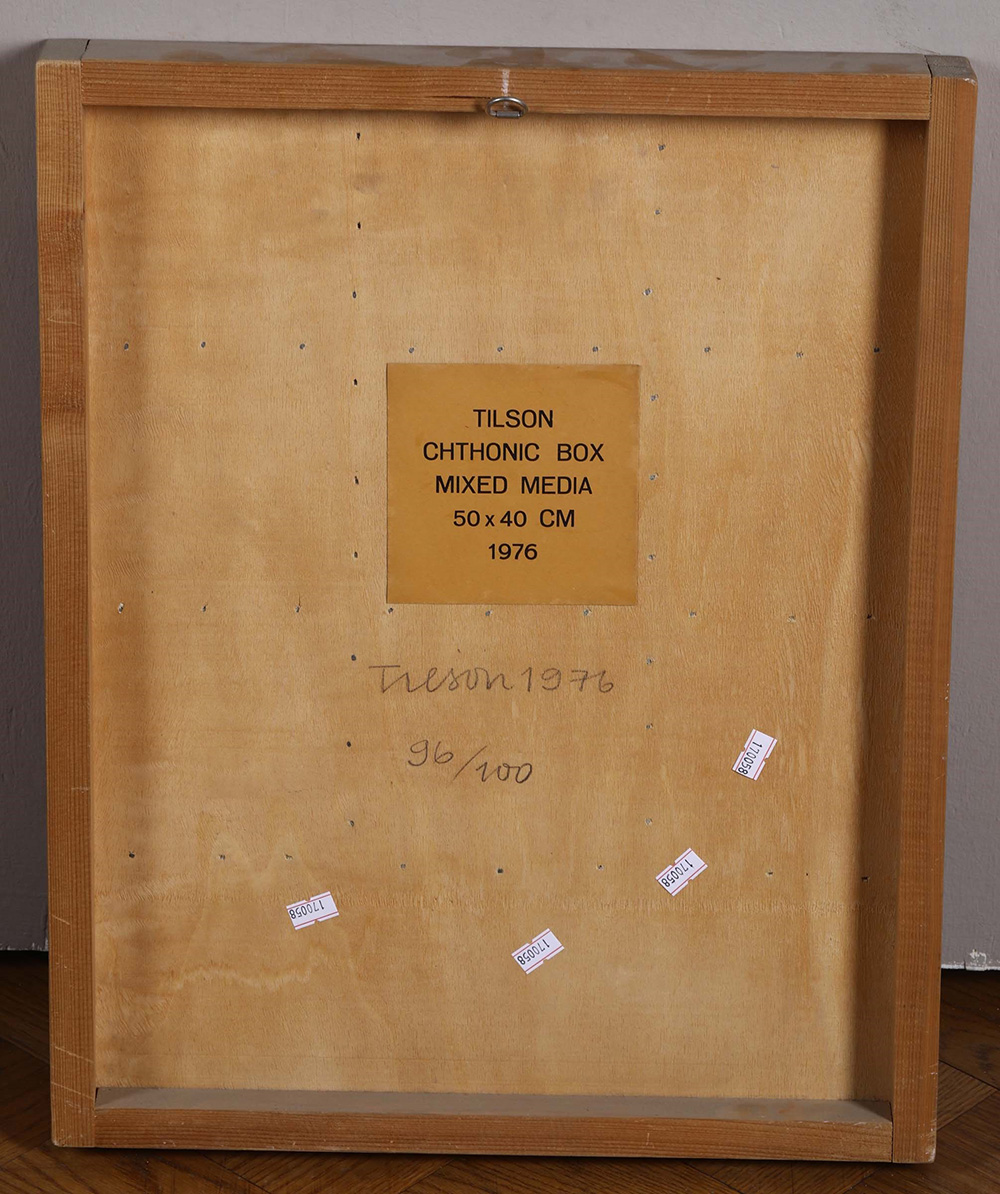 TILSON
CHTHONIC BOX
MIXED MEDIA
50 x 40 CM
1976
Tilson 1976
96/100
170058
170058
170058
170058